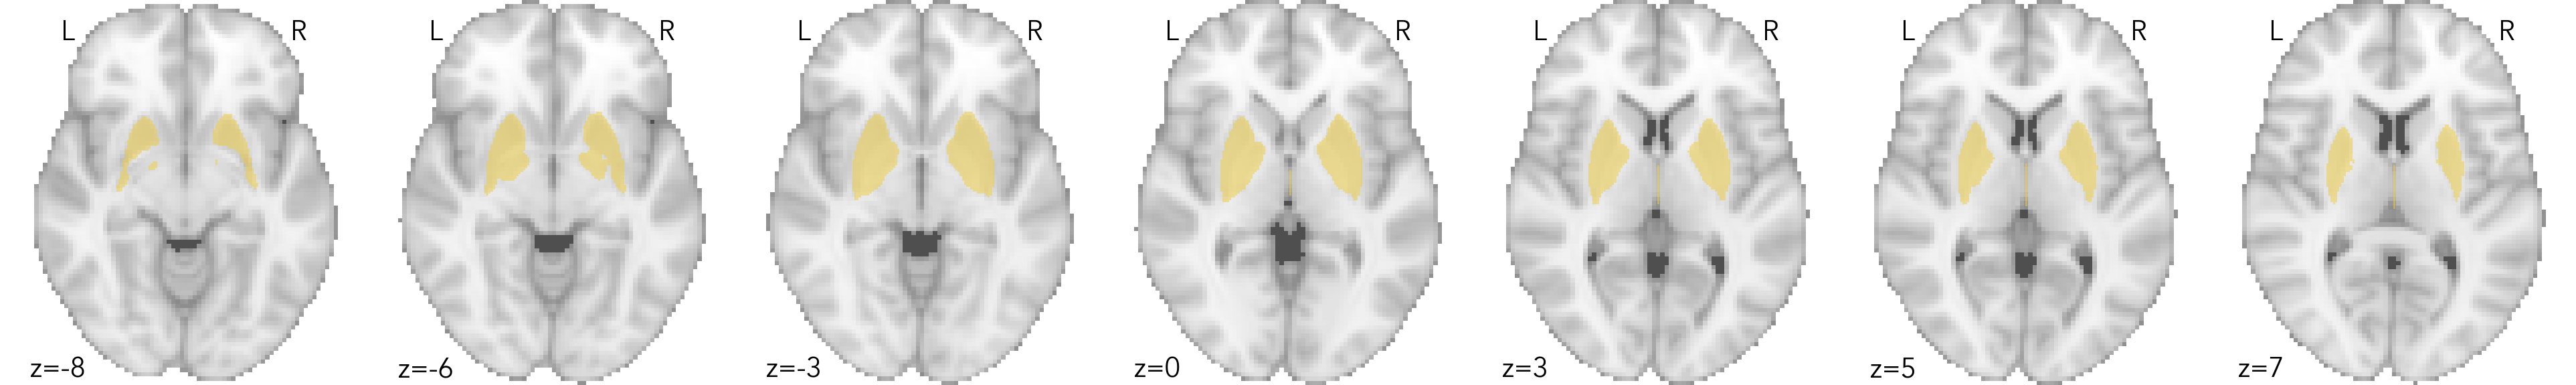 L R L R L R L R L R L R L R
z=-8 z=-6 z=-3 z=0 z=3 z=5 z=7